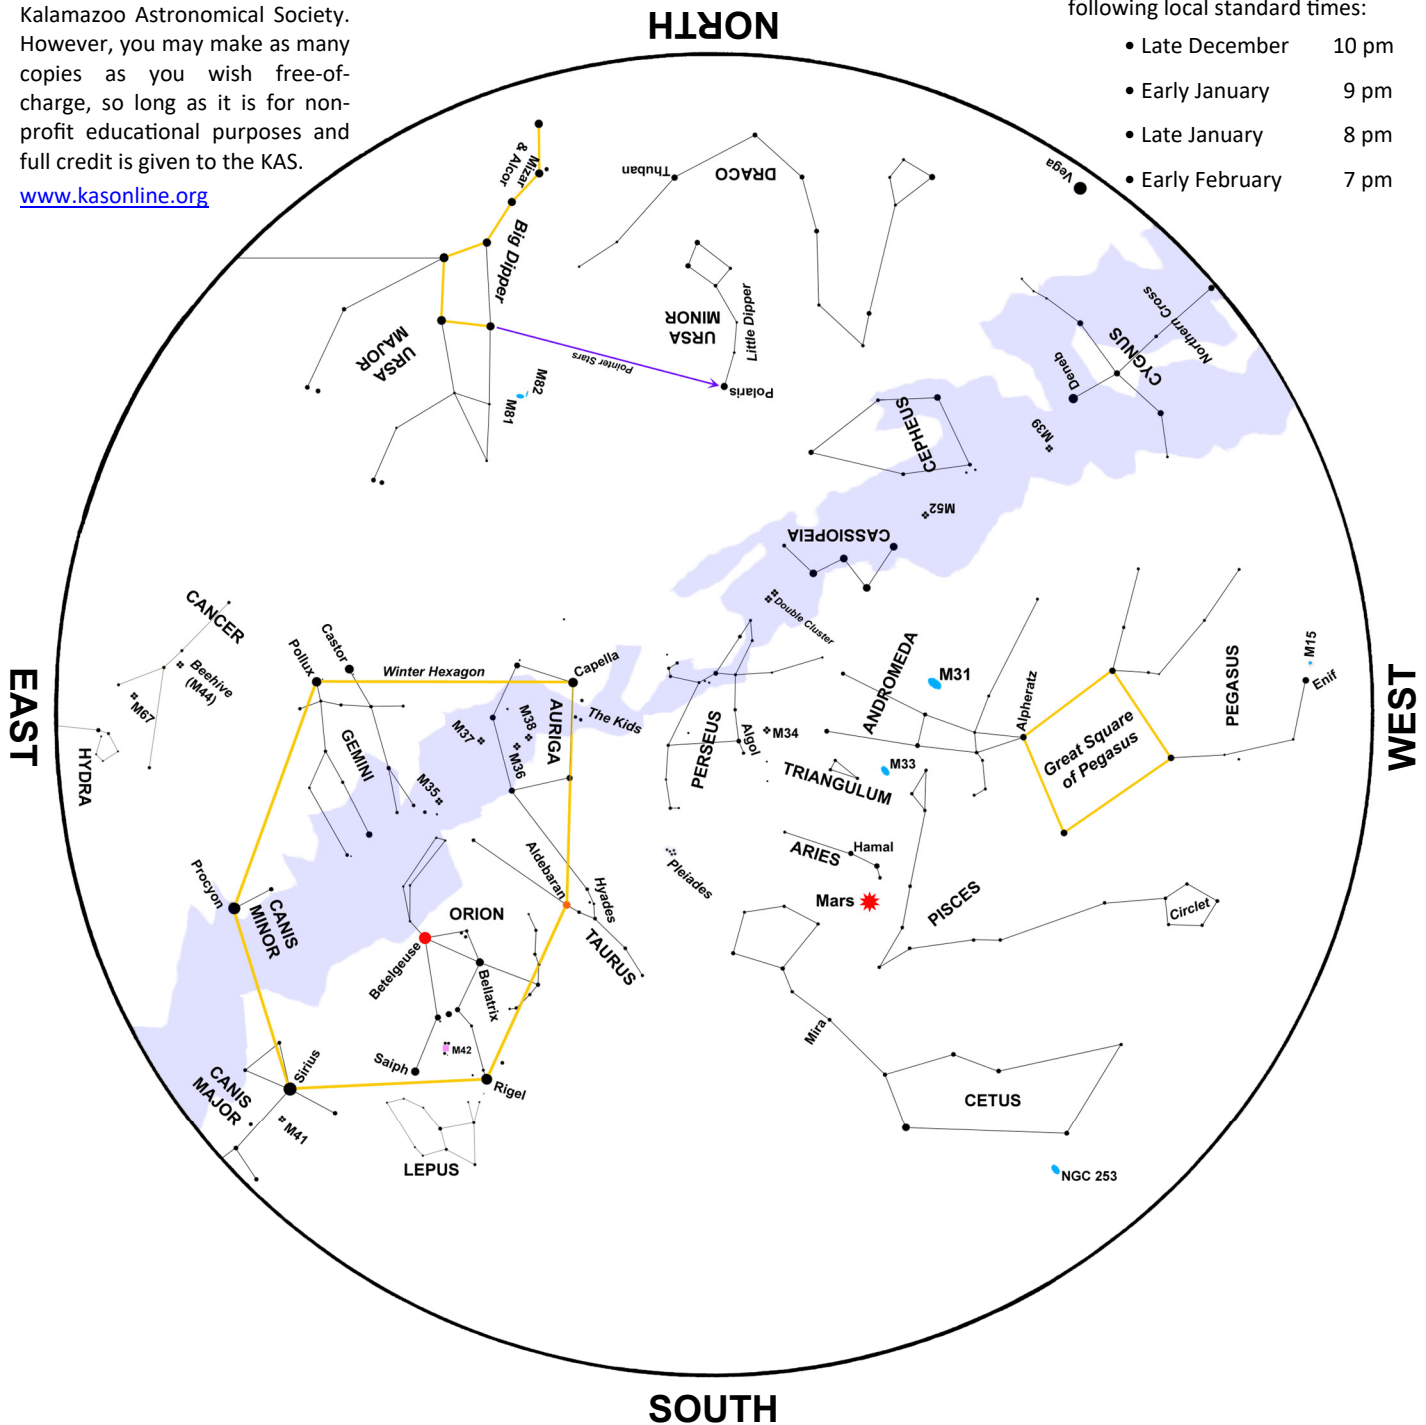 Kalamazoo Astronomical Society.
However, you may make as many
copies as you wish free-of-
charge, so long as it is for non-
profit educational purposes and
full credit is given to the KAS.
www.kasonline.org
following local standard times:
• Late December 10 pm
• Early January 9 pm
• Late January 8 pm
• Early February 7 pm
NORTH
Mizar
& Alcor
Big Dipper
URSA
MAJOR
Pointer Stars
M82
M81
Thuban
DRACO
URSA
MINOR
Little Dipper
Polaris
Vega
Northern Cross
CYGNUS
Deneb
M39
CEPHEUS
M52
CASSIOPEIA
Double Cluster
CANCER
Beehive
(M44)
M67
HYDRA
Pollux
Castor
Winter Hexagon
Capella
The Kids
AURIGA
M38
M37
M36
GEMINI
M35
PERSEUS
Algol
M34
ANDROMEDA
M31
M33
TRIANGULUM
Alpheratz
Great Square
of Pegasus
PEGASUS
M15
Enif
EAST
WEST
ARIES
Hamal
Mars
Pleiades
PISCES
Circlet
Procyon
CANIS
MINOR
ORION
Betelgeuse
Bellatrix
Aldebaran
Hyades
TAURUS
Saiph
M42
Rigel
Sirius
CANIS
MAJOR
M41
LEPUS
Mira
CETUS
NGC 253
SOUTH